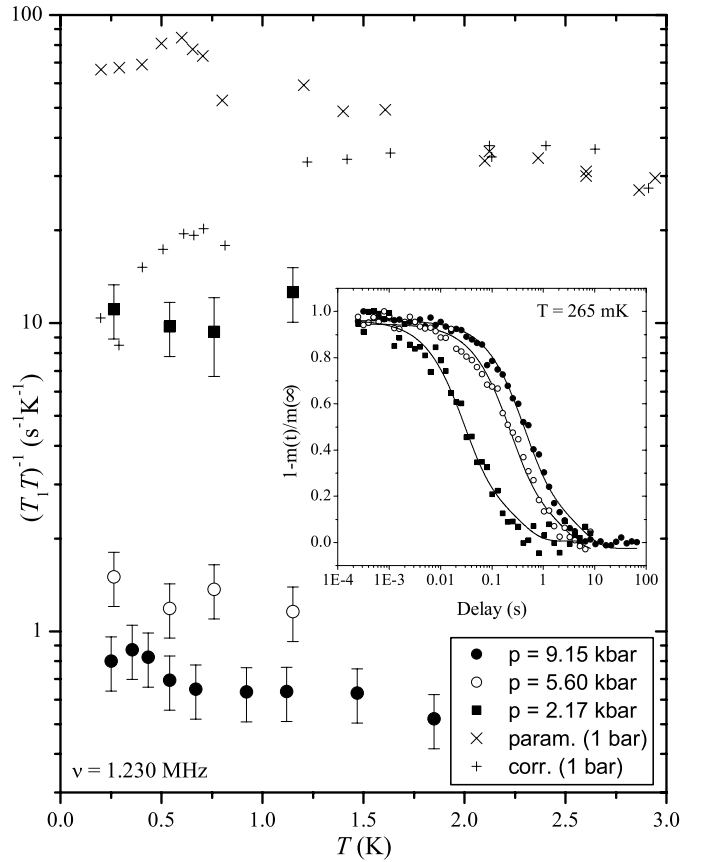 100
10
1
(T₁T)⁻¹ (s⁻¹K⁻¹)
1.0
0.8
0.6
0.4
0.2
0.0
1-m(t)/m(∞)
T = 265 mK
1E-4 1E-3 0.01 0.1 1 10 100
Delay (s)
p = 9.15 kbar
p = 5.60 kbar
p = 2.17 kbar
param. (1 bar)
corr. (1 bar)
ν = 1.230 MHz
0.0 0.5 1.0 1.5 2.0 2.5 3.0
T (K)